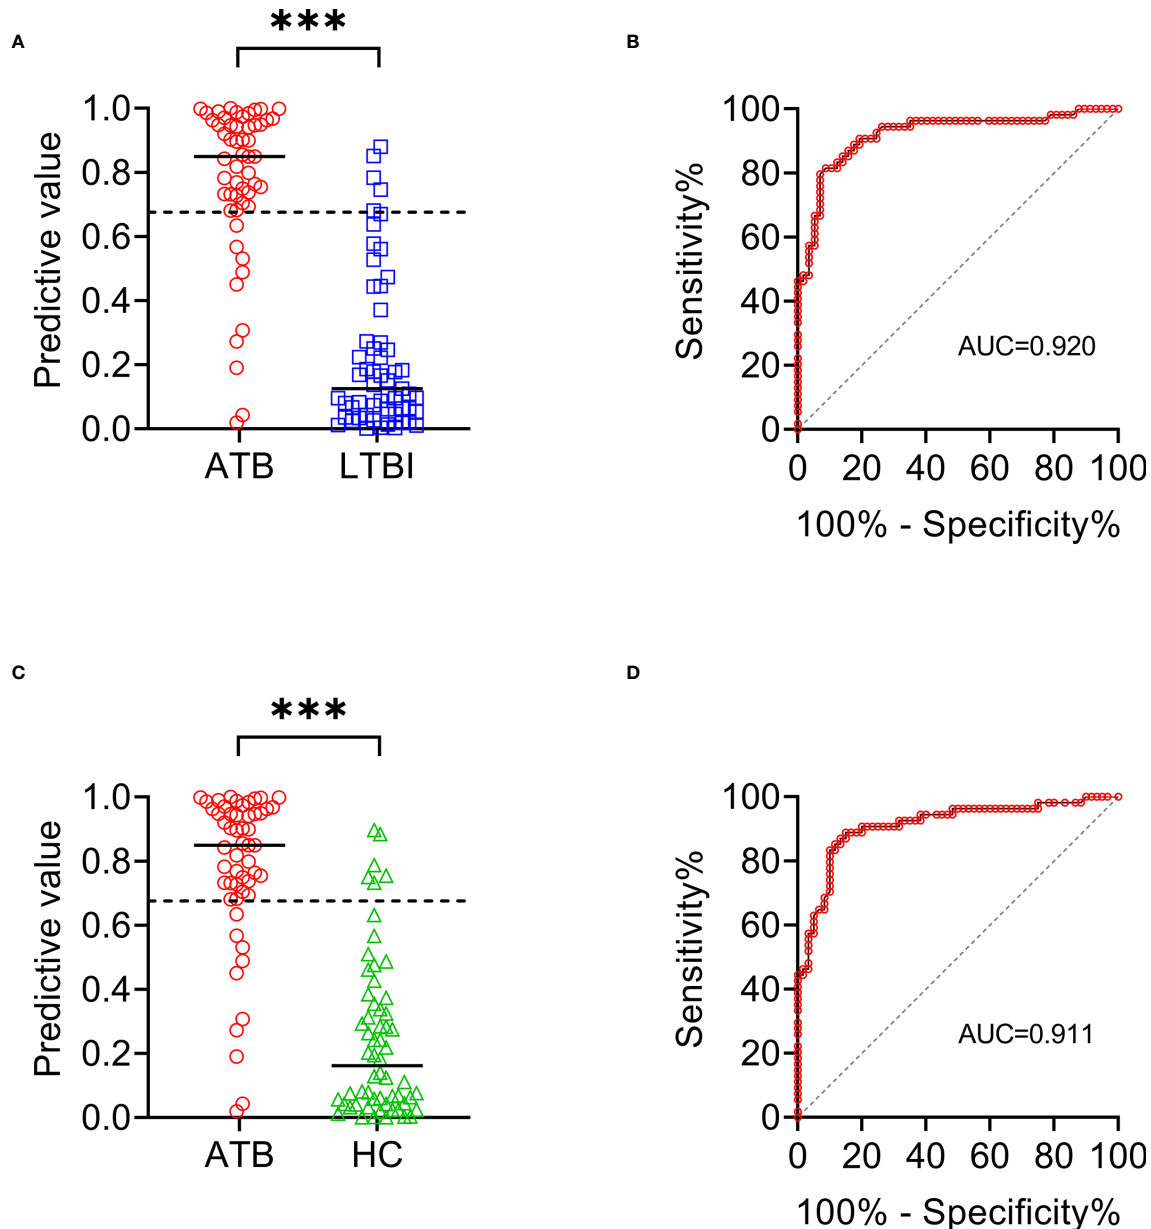 A
***
Predictive value
1.0
0.8
0.6
0.4
0.2
0.0
ATB LTBI
B
Sensitivity%
100
80
60
40
20
0
AUC=0.920
0 20 40 60 80 100
100% - Specificity%
C
***
Predictive value
1.0
0.8
0.6
0.4
0.2
0.0
ATB HC
D
Sensitivity%
100
80
60
40
20
0
AUC=0.911
0 20 40 60 80 100
100% - Specificity%